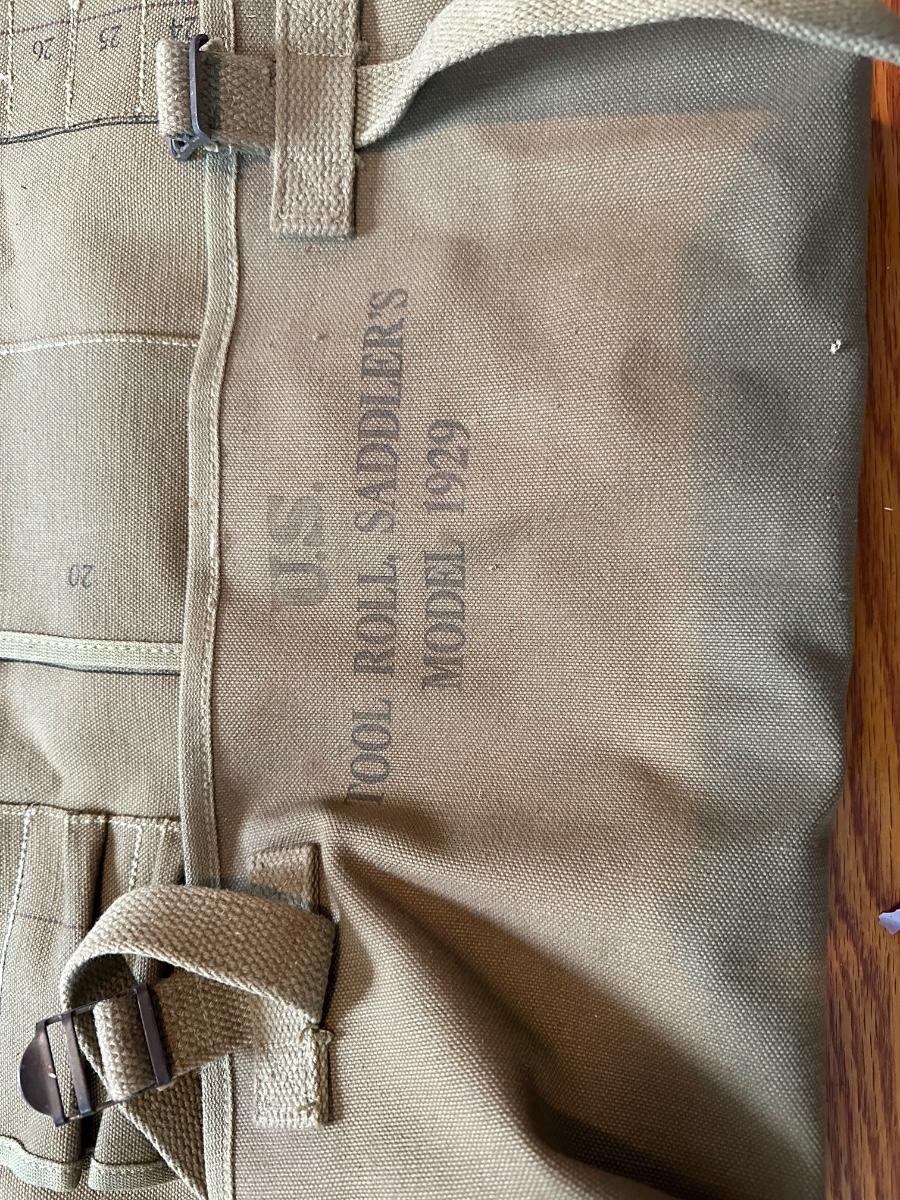 U.S.
TOOL ROLL SADDLER'S
MODEL 1929
26
25
24
20